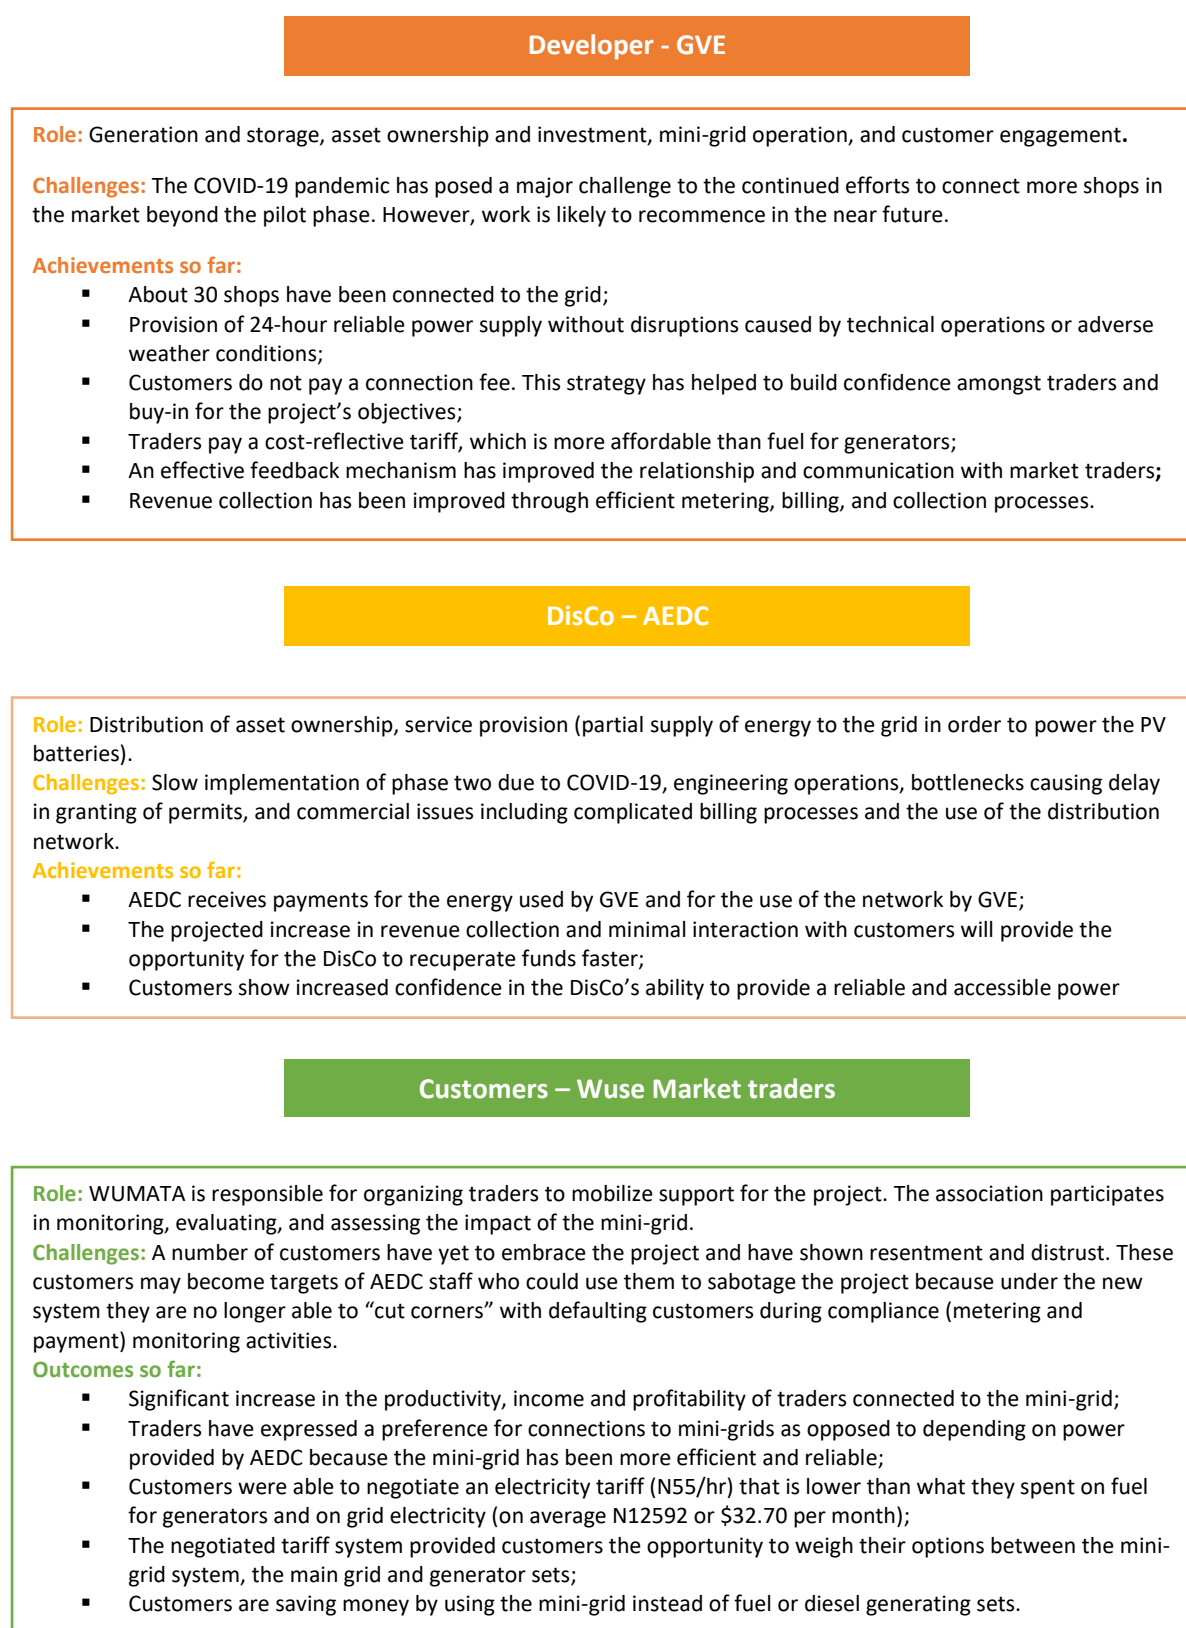 Developer - GVE
Role: Generation and storage, asset ownership and investment, mini-grid operation, and customer engagement.
Challenges: The COVID-19 pandemic has posed a major challenge to the continued efforts to connect more shops in
the market beyond the pilot phase. However, work is likely to recommence in the near future.
Achievements so far:
▪ About 30 shops have been connected to the grid;
▪ Provision of 24-hour reliable power supply without disruptions caused by technical operations or adverse
weather conditions;
▪ Customers do not pay a connection fee. This strategy has helped to build confidence amongst traders and
buy-in for the project's objectives;
▪ Traders pay a cost-reflective tariff, which is more affordable than fuel for generators;
▪ An effective feedback mechanism has improved the relationship and communication with market traders;
▪ Revenue collection has been improved through efficient metering, billing, and collection processes.
DisCo – AEDC
Role: Distribution of asset ownership, service provision (partial supply of energy to the grid in order to power the PV
batteries).
Challenges: Slow implementation of phase two due to COVID-19, engineering operations, bottlenecks causing delay
in granting of permits, and commercial issues including complicated billing processes and the use of the distribution
network.
Achievements so far:
▪ AEDC receives payments for the energy used by GVE and for the use of the network by GVE;
▪ The projected increase in revenue collection and minimal interaction with customers will provide the
opportunity for the DisCo to recuperate funds faster;
▪ Customers show increased confidence in the DisCo's ability to provide a reliable and accessible power
Customers – Wuse Market traders
Role: WUMATA is responsible for organizing traders to mobilize support for the project. The association participates
in monitoring, evaluating, and assessing the impact of the mini-grid.
Challenges: A number of customers have yet to embrace the project and have shown resentment and distrust. These
customers may become targets of AEDC staff who could use them to sabotage the project because under the new
system they are no longer able to “cut corners” with defaulting customers during compliance (metering and
payment) monitoring activities.
Outcomes so far:
▪ Significant increase in the productivity, income and profitability of traders connected to the mini-grid;
▪ Traders have expressed a preference for connections to mini-grids as opposed to depending on power
provided by AEDC because the mini-grid has been more efficient and reliable;
▪ Customers were able to negotiate an electricity tariff (N55/hr) that is lower than what they spent on fuel
for generators and on grid electricity (on average N12592 or $32.70 per month);
▪ The negotiated tariff system provided customers the opportunity to weigh their options between the mini-
grid system, the main grid and generator sets;
▪ Customers are saving money by using the mini-grid instead of fuel or diesel generating sets.